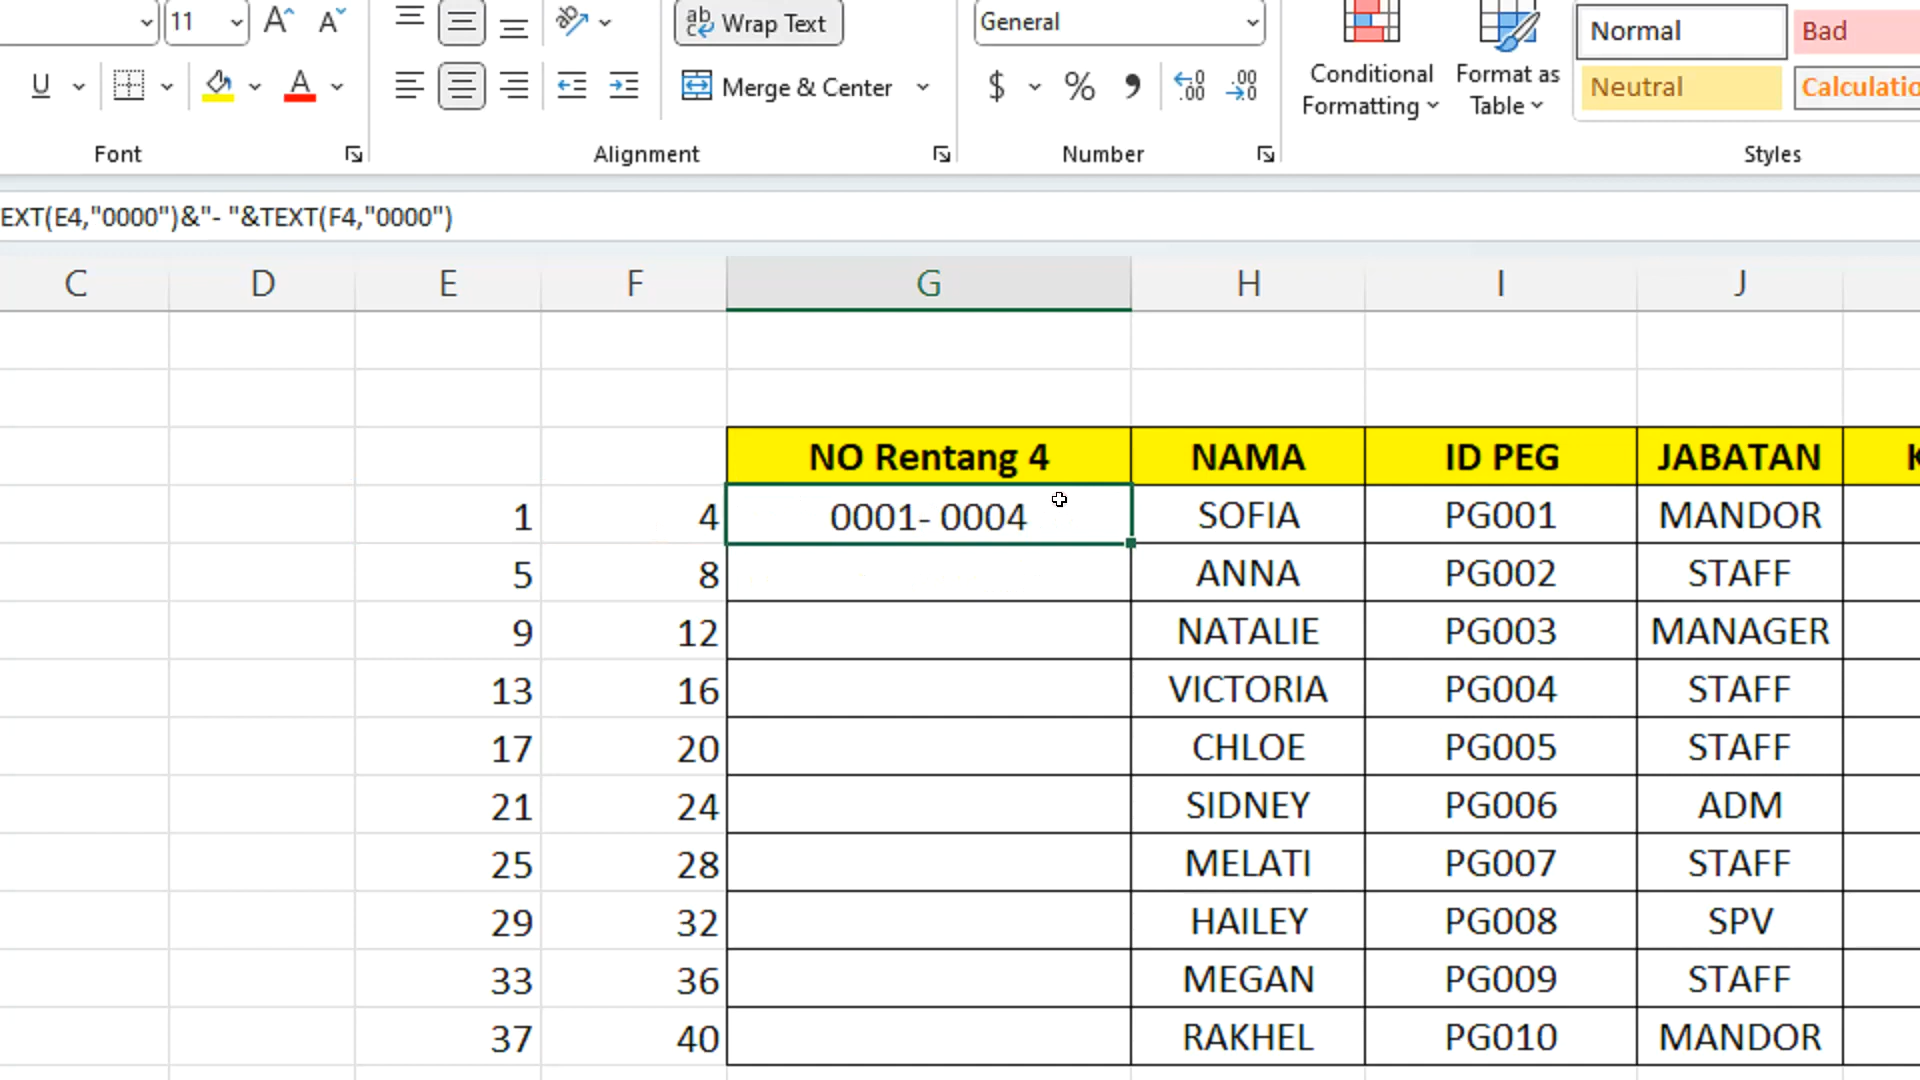 11 A A Wrap Text General Normal Bad
U A Merge & Center $ % , .00 .00 Conditional Formatting Format as Table Neutral Calculatio
Font Alignment Number Styles
EXT(E4,"0000")&"- "&TEXT(F4,"0000")
C D E F G H I J
NO Rentang 4 NAMA ID PEG JABATAN K
1 4 0001- 0004 SOFIA PG001 MANDOR
5 8 ANNA PG002 STAFF
9 12 NATALIE PG003 MANAGER
13 16 VICTORIA PG004 STAFF
17 20 CHLOE PG005 STAFF
21 24 SIDNEY PG006 ADM
25 28 MELATI PG007 STAFF
29 32 HAILEY PG008 SPV
33 36 MEGAN PG009 STAFF
37 40 RAKHEL PG010 MANDOR